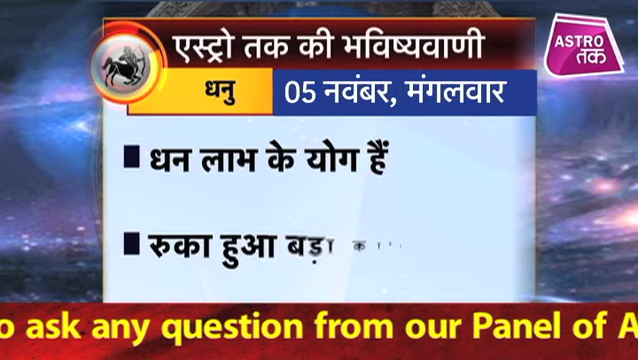 एस्ट्रो तक की भविष्यवाणी
ASTRO
तक
धनु
05 नवंबर, मंगलवार
धन लाभ के योग हैं
रुका हुआ बड़ा
o ask any question from our Panel of A